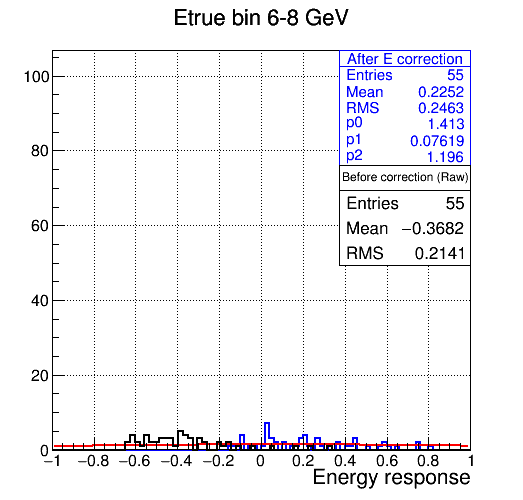 Etrue bin 6-8 GeV
After E correction
Entries 55
Mean 0.2252
RMS 0.2463
p0 1.413
p1 0.07619
p2 1.196
Before correction (Raw)
Entries 55
Mean −0.3682
RMS 0.2141
100
80
60
40
20
0
−1 −0.8 −0.6 −0.4 −0.2 0 0.2 0.4 0.6 0.8 1
Energy response